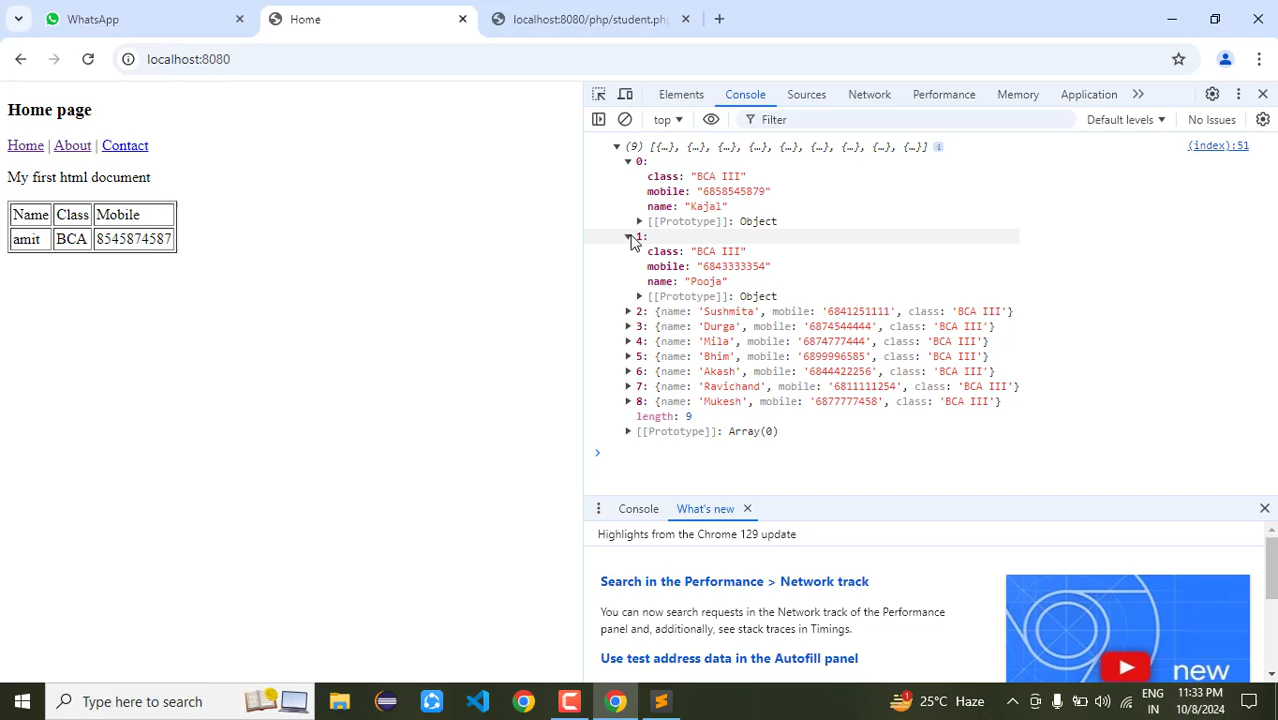 WhatsApp
Home
localhost:8080/php/student.php
localhost:8080
Home page
Home | About | Contact
My first html document
Name Class Mobile
amit BCA 8545874587
Elements Console Sources Network Performance Memory Application
top Filter Default levels No Issues
(9) [{…}, {…}, {…}, {…}, {…}, {…}, {…}, {…}, {…}] i (index):51
0:
class: "BCA III"
mobile: "6858545879"
name: "Kajal"
[[Prototype]]: Object
1:
class: "BCA III"
mobile: "6843333354"
name: "Pooja"
[[Prototype]]: Object
2: {name: 'Sushmita', mobile: '6841251111', class: 'BCA III'}
3: {name: 'Durga', mobile: '6874544444', class: 'BCA III'}
4: {name: 'Mila', mobile: '6874777444', class: 'BCA III'}
5: {name: 'Bhim', mobile: '6899996585', class: 'BCA III'}
6: {name: 'Akash', mobile: '6844422256', class: 'BCA III'}
7: {name: 'Ravichand', mobile: '6811111254', class: 'BCA III'}
8: {name: 'Mukesh', mobile: '6877777458', class: 'BCA III'}
length: 9
[[Prototype]]: Array(0)
Console What's new
Highlights from the Chrome 129 update
Search in the Performance > Network track
You can now search requests in the Network track of the Performance
panel and, additionally, see stack traces in Timings.
Use test address data in the Autofill panel
new
Type here to search
1
25°C Haze
ENG
IN
11:33 PM
10/8/2024